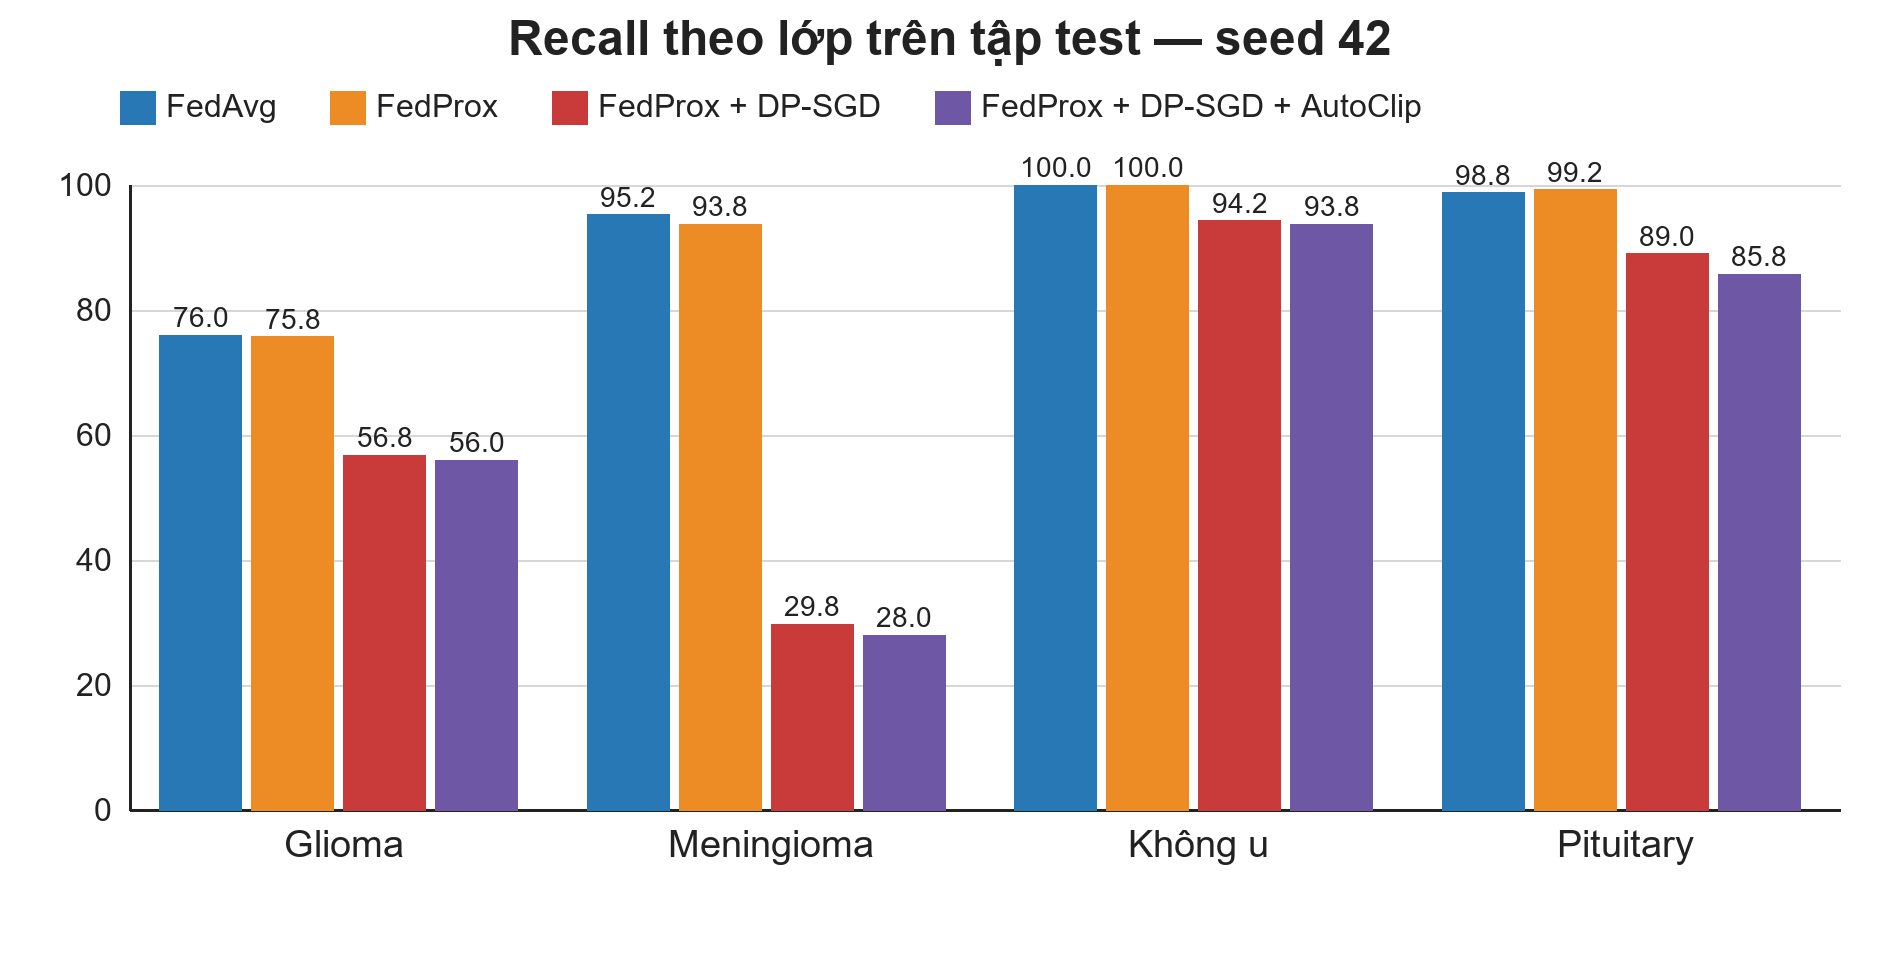 Recall theo lớp trên tập test — seed 42
FedAvg FedProx FedProx + DP-SGD FedProx + DP-SGD + AutoClip
100
80
60
40
20
0
76.0 75.8 56.8 56.0
95.2 93.8 29.8 28.0
100.0 100.0 94.2 93.8
98.8 99.2 89.0 85.8
Glioma Meningioma Không u Pituitary